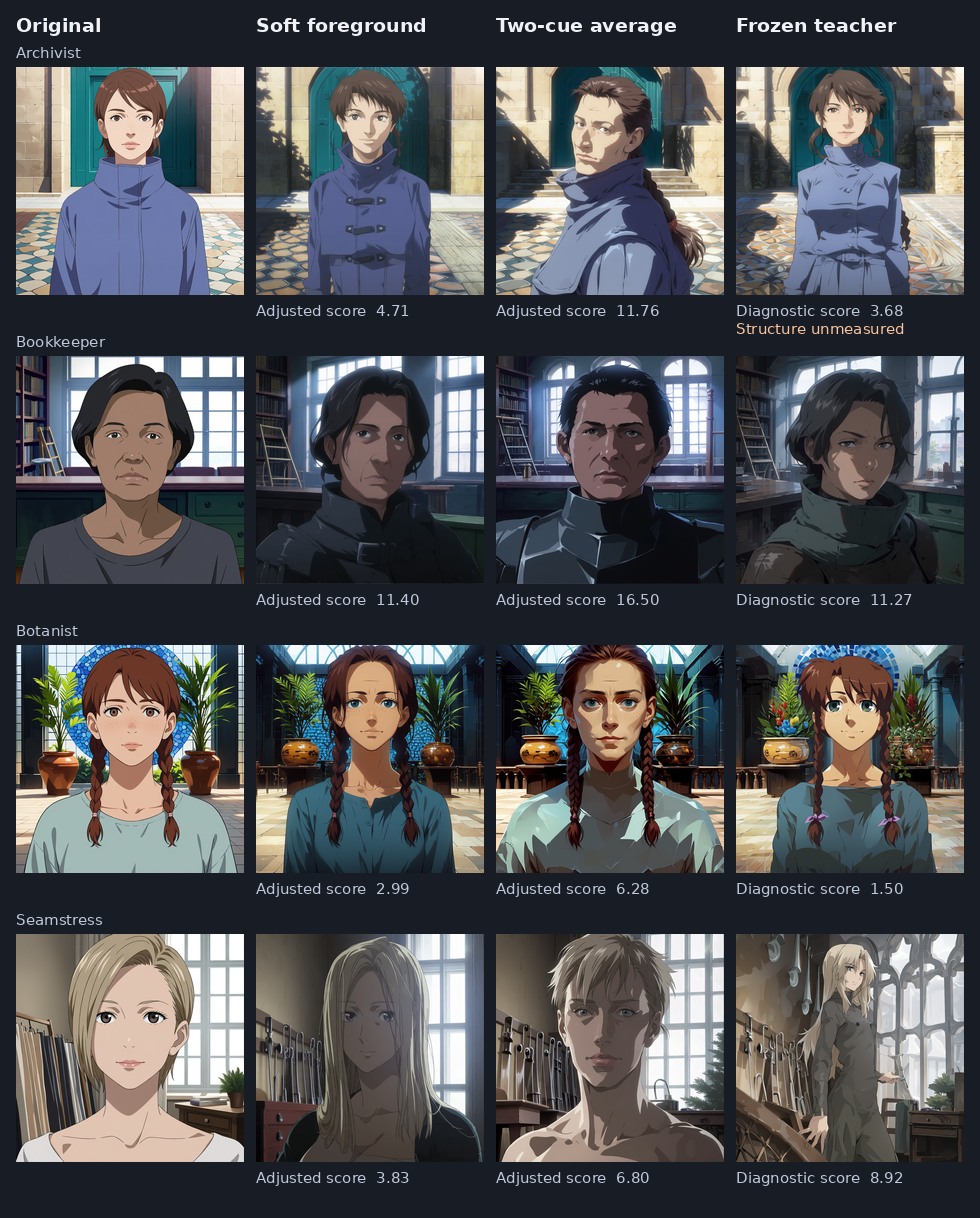 Original
Soft foreground
Two-cue average
Frozen teacher
Archivist
Adjusted score 4.71
Adjusted score 11.76
Diagnostic score 3.68
Structure unmeasured
Bookkeeper
Adjusted score 11.40
Adjusted score 16.50
Diagnostic score 11.27
Botanist
Adjusted score 2.99
Adjusted score 6.28
Diagnostic score 1.50
Seamstress
Adjusted score 3.83
Adjusted score 6.80
Diagnostic score 8.92